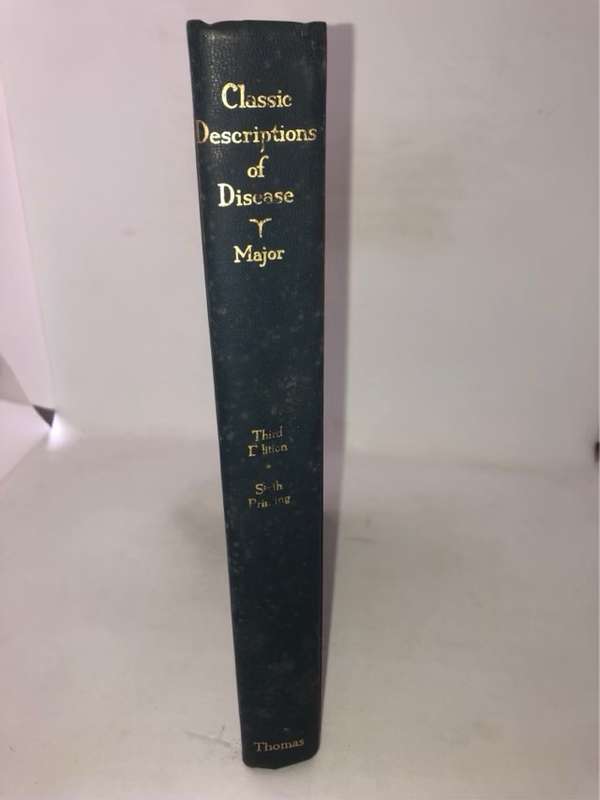 Classic
Descriptions
of
Disease
Major
Third
Edition
Sixth
Printing
Thomas